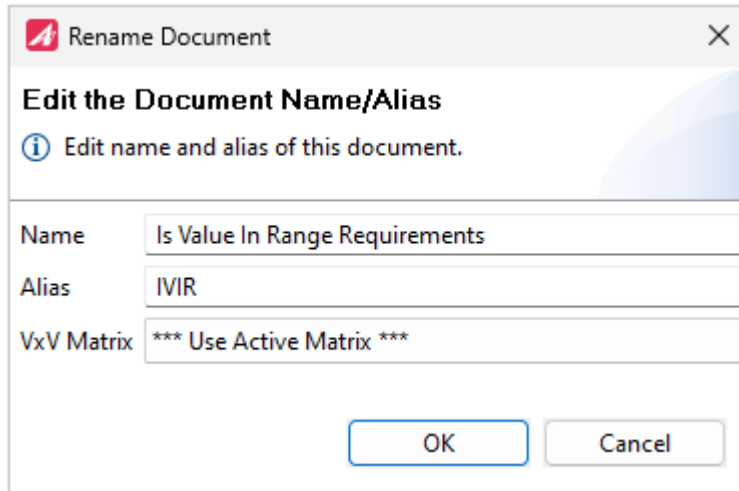 Rename Document
Edit the Document Name/Alias
Edit name and alias of this document.
Name Is Value In Range Requirements
Alias IVIR
VxV Matrix *** Use Active Matrix ***
OK Cancel